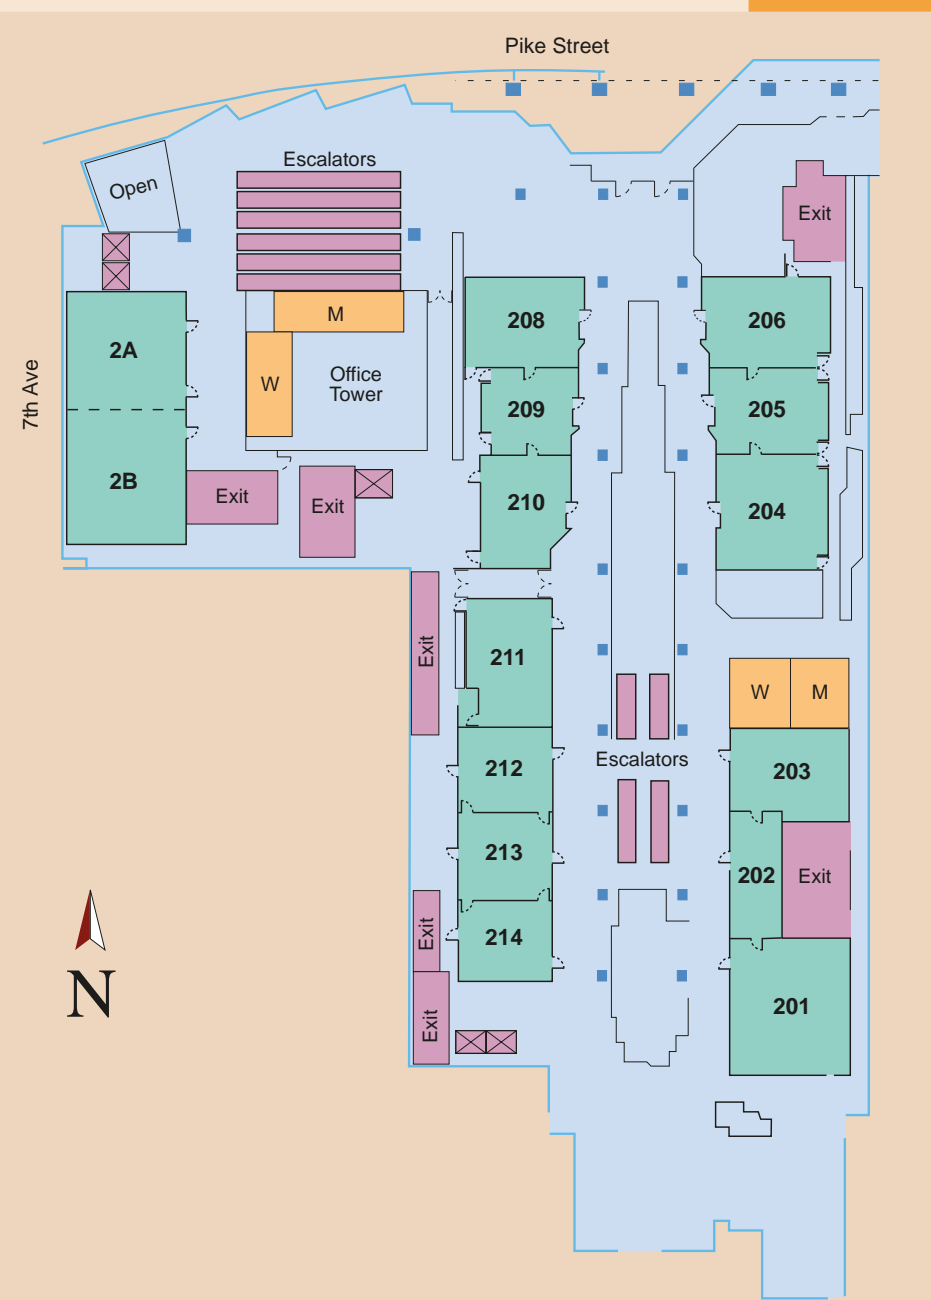 Pike Street
Escalators
Open
Exit
M
208
206
2A
7th Ave
W
Office
Tower
209
205
2B
Exit
Exit
210
204
Exit
211
W
M
212
Escalators
203
213
202
Exit
Exit
214
N
Exit
201